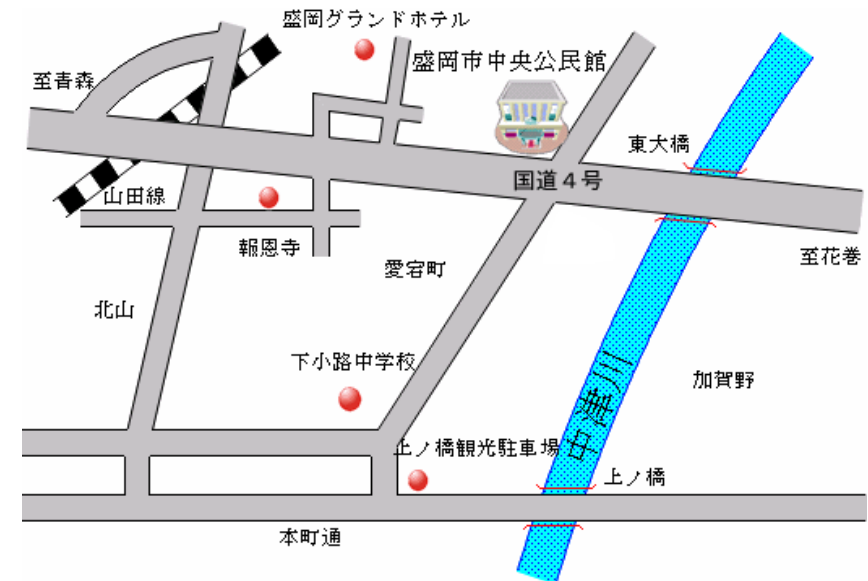 盛岡グランドホテル
盛岡市中央公民館
至青森
東大橋
国道４号
山田線
報恩寺
愛宕町
至花巻
北山
下小路中学校
加賀野
中津川
上ノ橋観光駐車場
上ノ橋
本町通